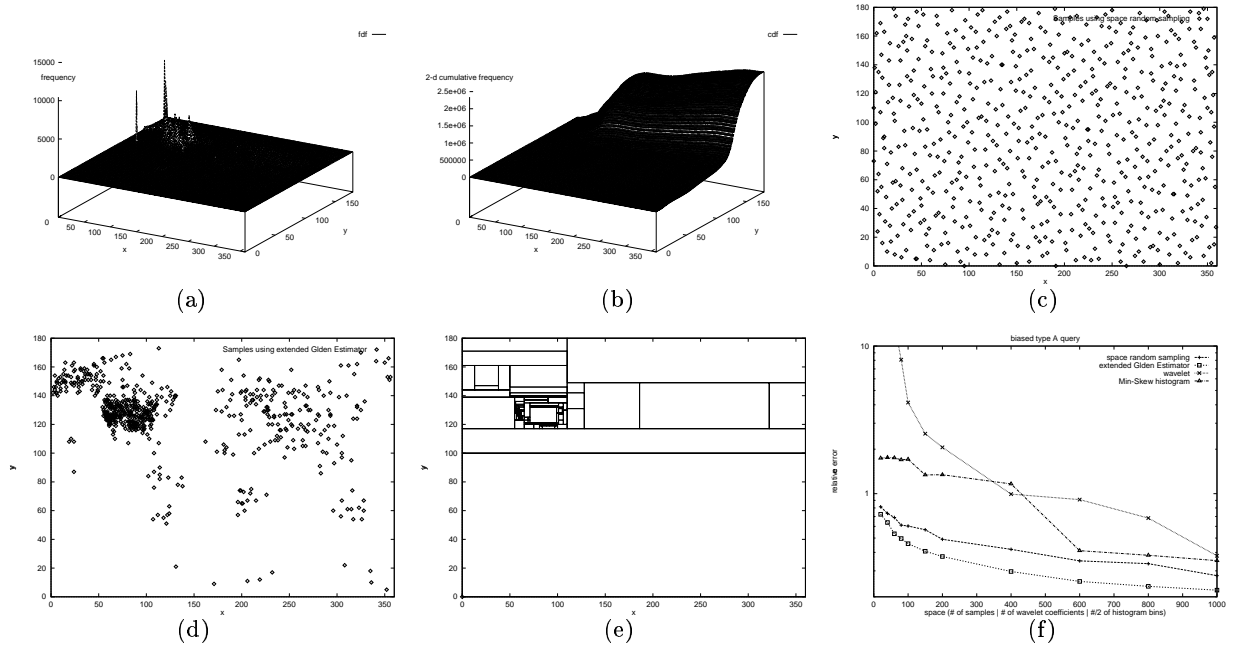 fdf
frequency
15000
10000
5000
0
0
50
100
150
200
250
300
350
x
0
50
100
150
y
(a)
cdf
2-d cumulative frequency
2.5e+06
2e+06
1.5e+06
1e+06
500000
0
0
50
100
150
200
250
300
350
x
0
50
100
150
y
(b)
Samples using space random sampling
180
160
140
120
100
80
60
40
20
0
y
0 50 100 150 200 250 300 350
x
(c)
Samples using extended Glden Estimator
180
160
140
120
100
80
60
40
20
0
y
0 50 100 150 200 250 300 350
x
(d)
180
160
140
120
100
80
60
40
20
0
y
0 50 100 150 200 250 300 350
x
(e)
biased type A query
space random sampling
extended Glden Estimator
wavelet
Min-Skew histogram
10
1
relative error
0 100 200 300 400 500 600 700 800 900 1000
space (# of samples | # of wavelet coefficients | #/2 of histogram bins)
(f)